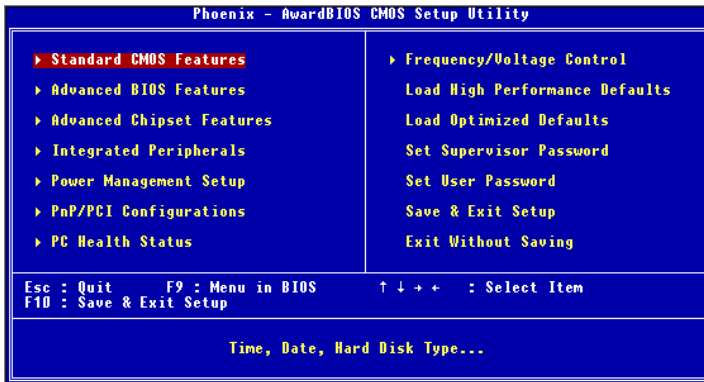 Phoenix - AwardBIOS CMOS Setup Utility
▸ Standard CMOS Features
▸ Advanced BIOS Features
▸ Advanced Chipset Features
▸ Integrated Peripherals
▸ Power Management Setup
▸ PnP/PCI Configurations
▸ PC Health Status
▸ Frequency/Voltage Control
Load High Performance Defaults
Load Optimized Defaults
Set Supervisor Password
Set User Password
Save & Exit Setup
Exit Without Saving
Esc : Quit F9 : Menu in BIOS ↑ ↓ → ← : Select Item
F10 : Save & Exit Setup
Time, Date, Hard Disk Type...